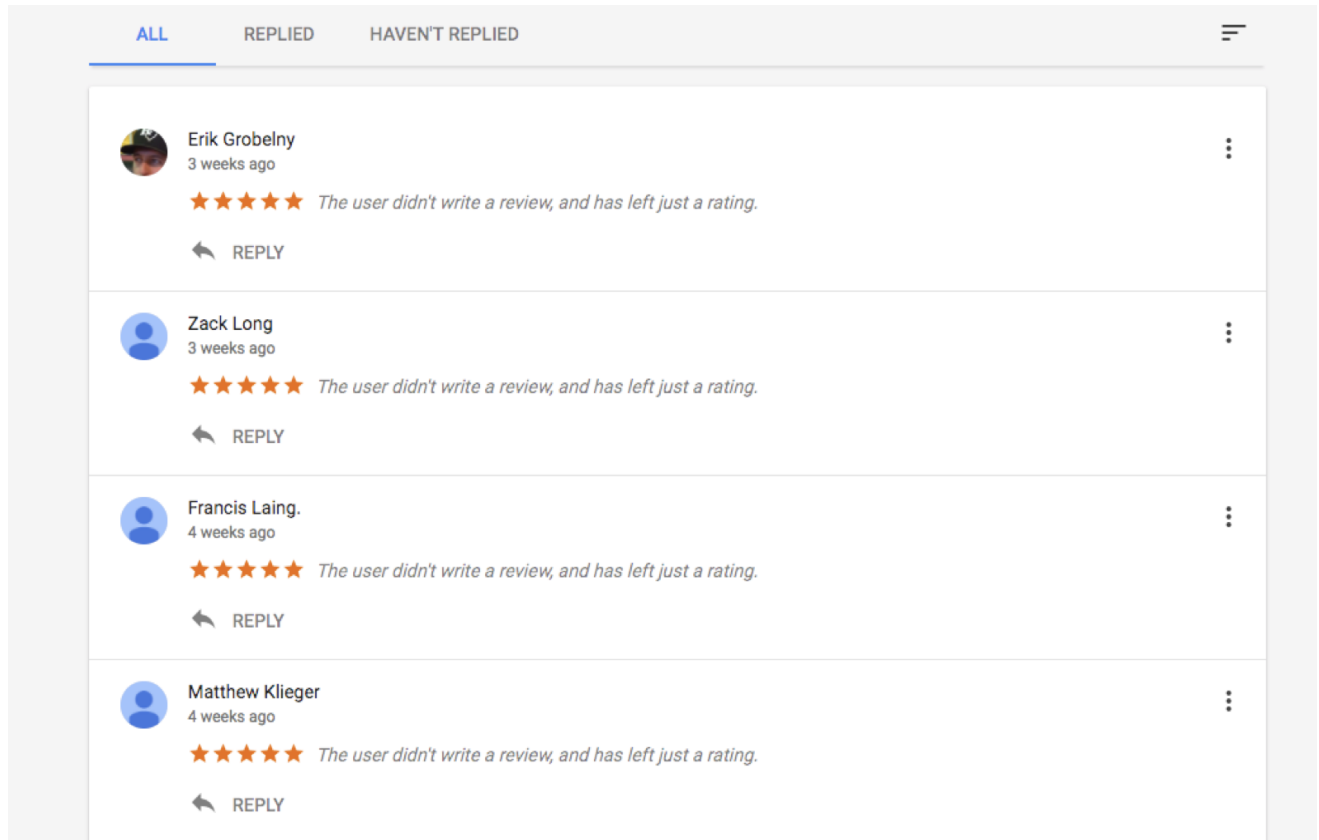 ALL REPLIED HAVEN'T REPLIED
Erik Grobelny
3 weeks ago
The user didn't write a review, and has left just a rating.
REPLY
Zack Long
3 weeks ago
The user didn't write a review, and has left just a rating.
REPLY
Francis Laing.
4 weeks ago
The user didn't write a review, and has left just a rating.
REPLY
Matthew Klieger
4 weeks ago
The user didn't write a review, and has left just a rating.
REPLY